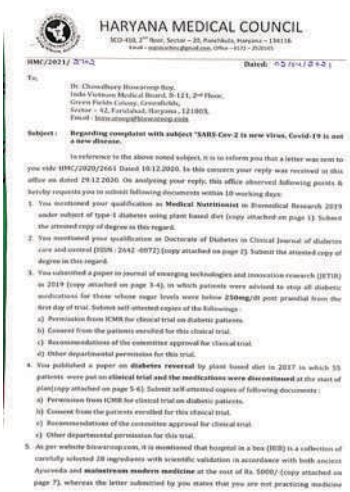 HARYANA MEDICAL COUNCIL
SCO-410, 2nd Floor, Sector – 20, Panchkula, Haryana – 134116
HMC/2021/
Dated:
To,
Dr. Chowdhury Biswaroop Roy,
Indo Vietnam Medical Board, B-121, 2nd Floor,
Green Fields Colony, Greenfields,
Sector – 42, Faridabad, Haryana, 121003,
Subject : Regarding complaint with subject "SARS-Cov-2 is new virus, Covid-19 is not
a new disease.
In reference to the above noted subject, it is to inform you that a letter was sent to
you vide HMC/2020/2661 Dated 10.12.2020. In this concern your reply was received in this
office on dated 29.12.2020. On analysing your reply, this office observed following points &
hereby requests you to submit following documents within 10 working days:
1. You mentioned your qualification as Medical Nutritionist in Biomedical Research 2019
under subject of type-1 diabetes using plant based diet (copy attached on page 1). Submit
the attested copy of degree in this regard.
2. You mentioned your qualification as Doctorate of Diabetes in Clinical Journal of diabetes
care and control (ISSN : 2642 -0872) (copy attached on page 2). Submit the attested copy of
degree in this regard.
3. You submitted a paper in journal of emerging technologies and innovation research (JETIR)
in 2019 (copy attached on page 3-4), in which patients were advised to stop all diabetic
medications for those whose sugar levels were below 250mg/dt post prandial from the
first day of trial. Submit self-attested copies of the followings :
a) Permission from ICMR for clinical trial on diabetic patients.
b) Consent from the patients enrolled for this clinical trial.
c) Recommendations of the committee approval for clinical trial.
d) Other departmental permission for this trial.
4. You published a paper on diabetes reversal by plant based diet in 2017 in which 55
patients were put on clinical trial and the medications were discontinued at the start of
plan(copy attached on page 5-6). Submit self-attested copies of following documents :
a) Permission from ICMR for clinical trial on diabetic patients.
b) Consent from the patients enrolled for this clinical trial.
c) Recommendations of the committee approval for clinical trial.
c) Other departmental permission for this trial.
5. As per website biswaroop.com, it is mentioned that hospital in a box (HIB) is a collection of
carefully selected 28 ingredients with scientific validation in accordance with both ancient
Ayurveda and mainstream modern medicine at the cost of Rs. 5000/-(copy attached on
page 7), whereas the letter submitted by you states that you are not practicing medicine